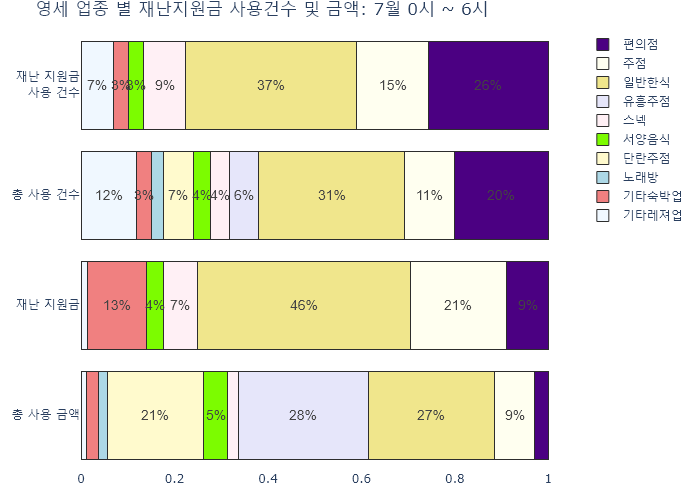 영세 업종 별 재난지원금 사용건수 및 금액: 7월 0시 ~ 6시
재난 지원금
사용 건수
7% 3% 3% 9% 37% 15% 26%
총 사용 건수
12% 3% 7% 4% 4% 6% 31% 11% 20%
재난 지원금
13% 4% 7% 46% 21% 9%
총 사용 금액
21% 5% 28% 27% 9%
0 0.2 0.4 0.6 0.8 1
편의점
주점
일반한식
유흥주점
스넥
서양음식
단란주점
노래방
기타숙박업
기타레져업